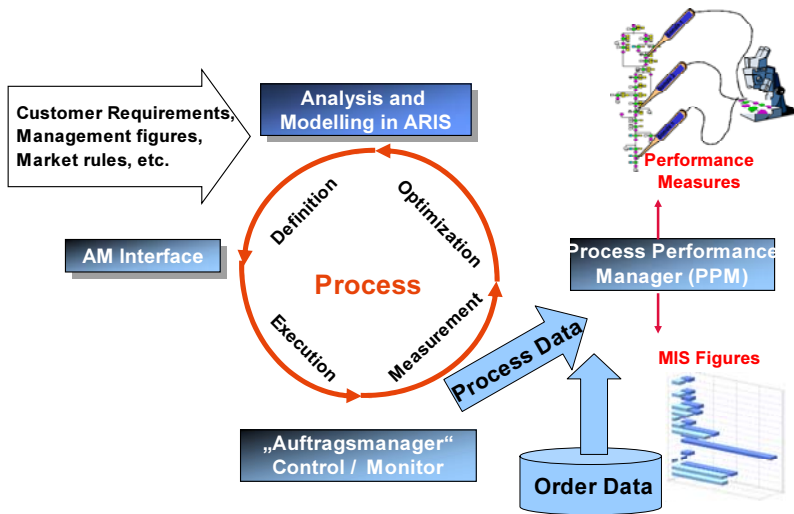 Customer Requirements,
Management figures,
Market rules, etc.
Analysis and
Modelling in ARIS
Performance
Measures
Definition
Optimization
AM Interface
Process
Process Performance
Manager (PPM)
Execution
Measurement
Process Data
MIS Figures
„Auftragsmanager“
Control / Monitor
Order Data